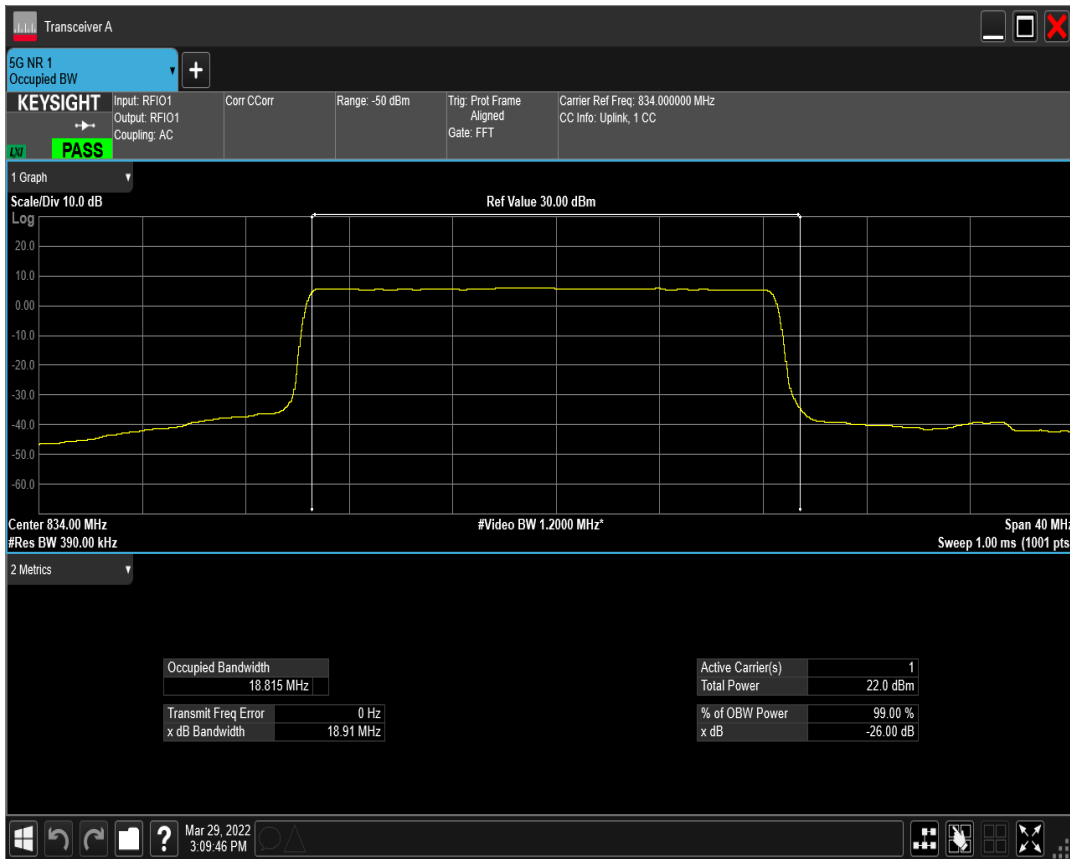 Transceiver A
5G NR 1
Occupied BW
KEYSIGHT
LXI
PASS
Input: RFIO1
Output: RFIO1
Coupling: AC
Corr CCorr
Range: -50 dBm
Trig: Prot Frame
Aligned
Gate: FFT
Carrier Ref Freq: 834.000000 MHz
CC Info: Uplink, 1 CC
1 Graph
Scale/Div 10.0 dB
Ref Value 30.00 dBm
Log
20.0
10.0
0.00
-10.0
-20.0
-30.0
-40.0
-50.0
-60.0
Center 834.00 MHz
#Video BW 1.2000 MHz*
Span 40 MHz
#Res BW 390.00 kHz
Sweep 1.00 ms (1001 pts
2 Metrics
Occupied Bandwidth
18.815 MHz
Active Carrier(s) 1
Total Power 22.0 dBm
Transmit Freq Error 0 Hz
x dB Bandwidth 18.91 MHz
% of OBW Power 99.00 %
x dB -26.00 dB
?
Mar 29, 2022
3:09:46 PM